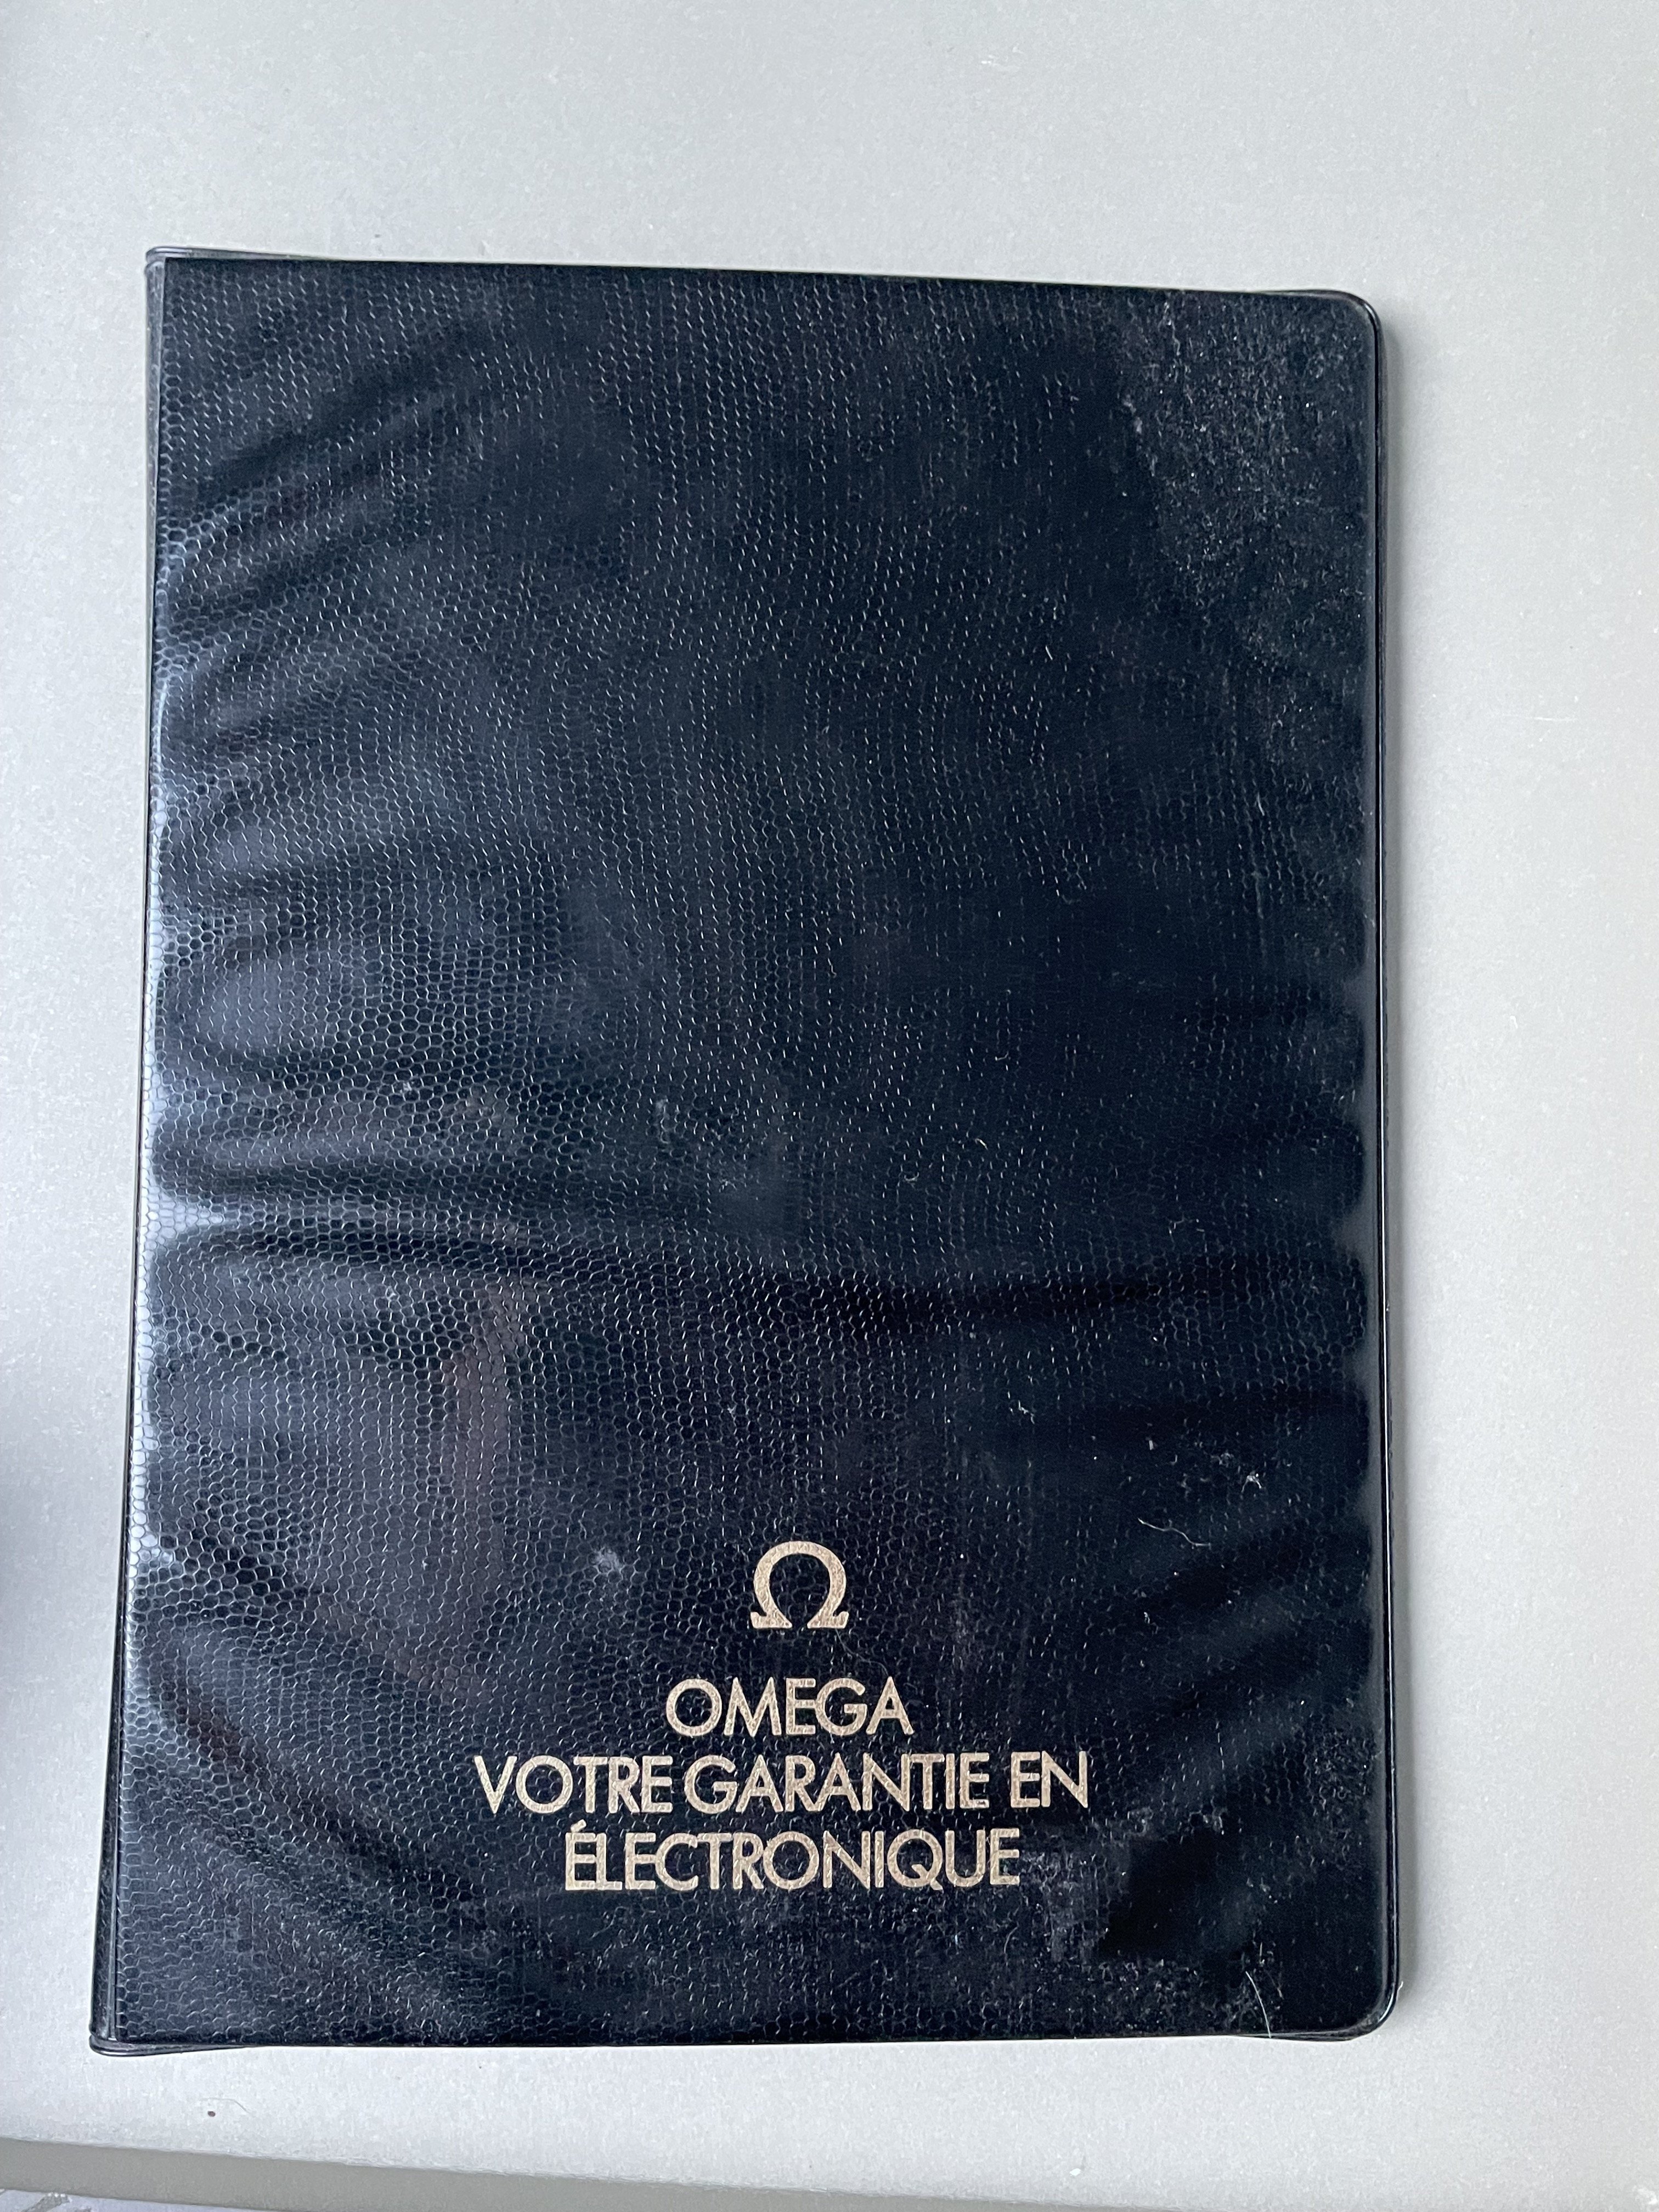 Ω
OMEGA
VOTRE GARANTIE EN
ÉLECTRONIQUE